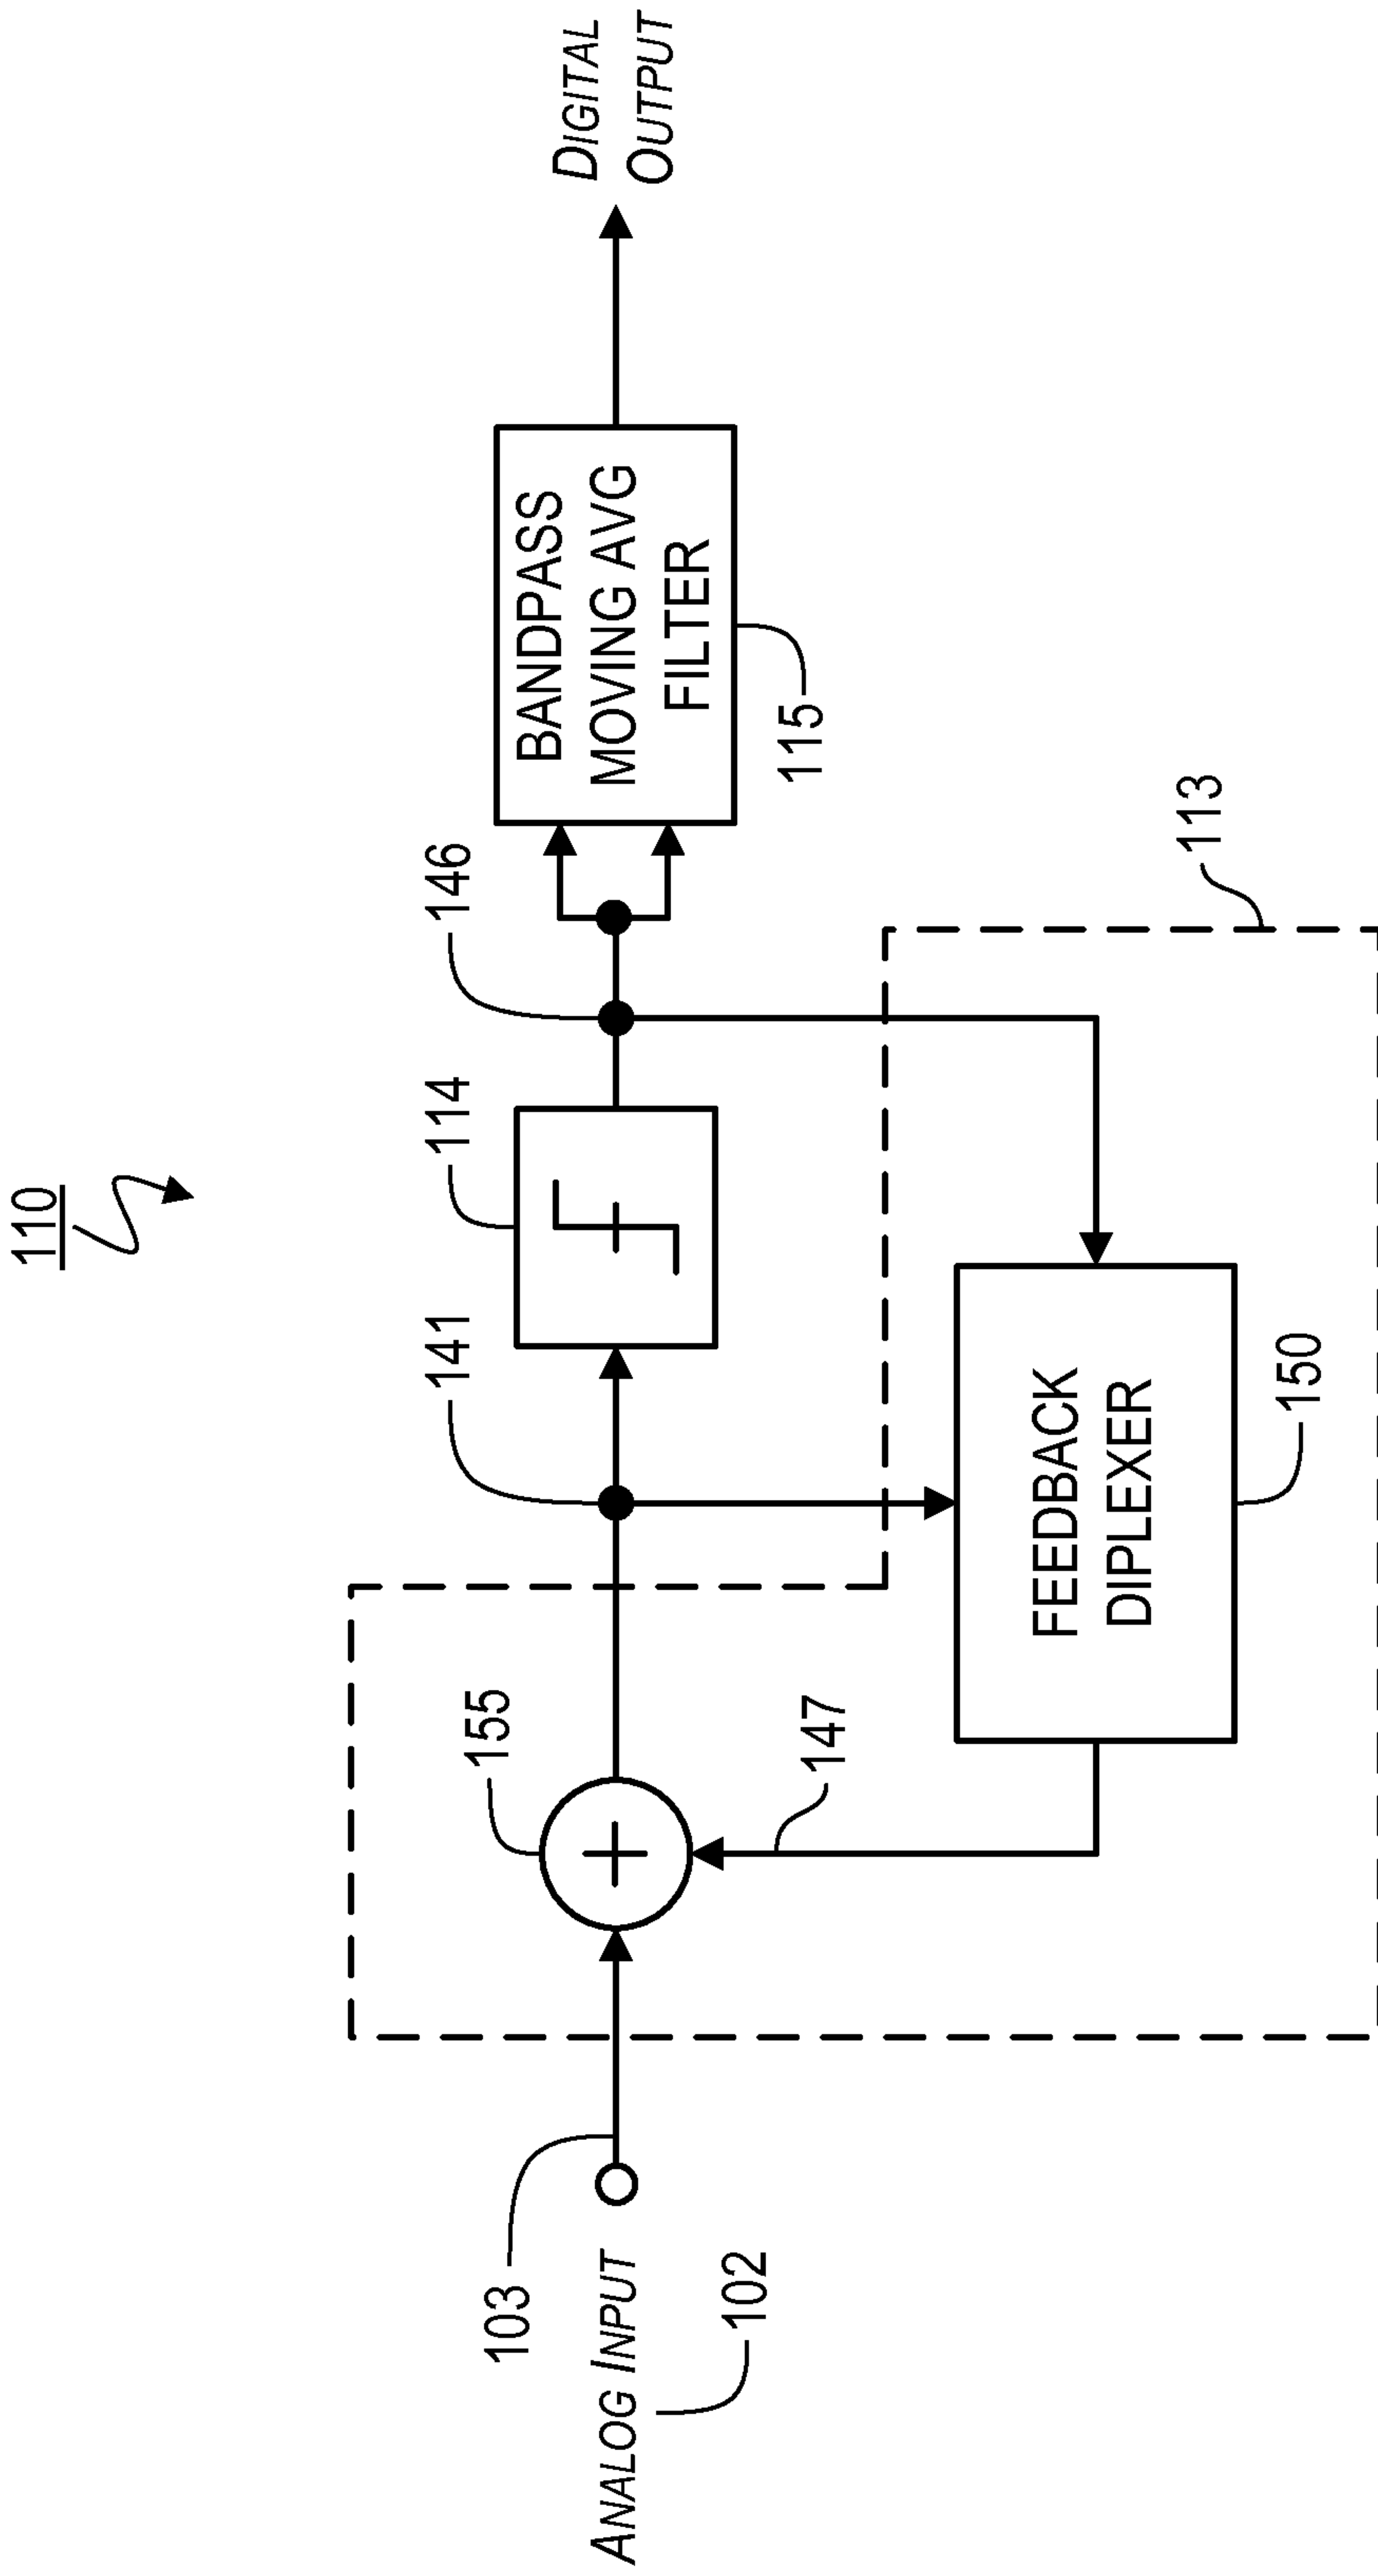 110
155
141
114
146
103
ANALOG INPUT
102
BANDPASS
MOVING AVG
FILTER
115
DIGITAL
OUTPUT
147
FEEDBACK
DIPLEXER
150
113